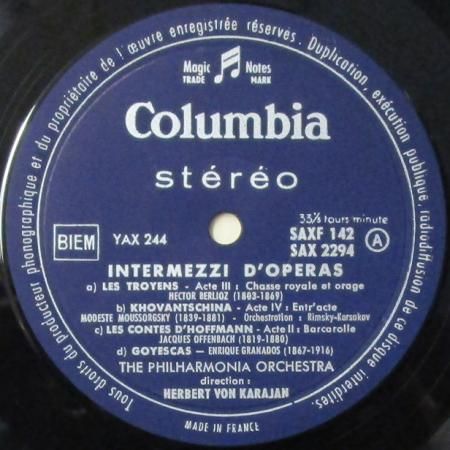 Tous droits du producteur phonographique et du propriétaire de l'œuvre enregistrée réservés. Duplication, exécution publique, radiodiffusion de ce disque interdites.
Magic Notes
TRADE MARK
Columbia
stéréo
33⅓ tours minute
BIEM YAX 244 SAXF 142
SAX 2294 A
INTERMEZZI D'OPERAS
a) LES TROYENS - Acte III : Chasse royale et orage
HECTOR BERLIOZ (1803-1869)
b) KHOVANTSCHINA - Acte IV : Entr'acte
MODESTE MOUSSORGSKY (1839-1881) - Orchestration : Rimsky-Korsakov
c) LES CONTES D'HOFFMANN - Acte II : Barcarolle
JACQUES OFFENBACH (1819-1880)
d) GOYESCAS — ENRIQUE GRANADOS (1867-1916)
THE PHILHARMONIA ORCHESTRA
direction :
HERBERT VON KARAJAN
MADE IN FRANCE